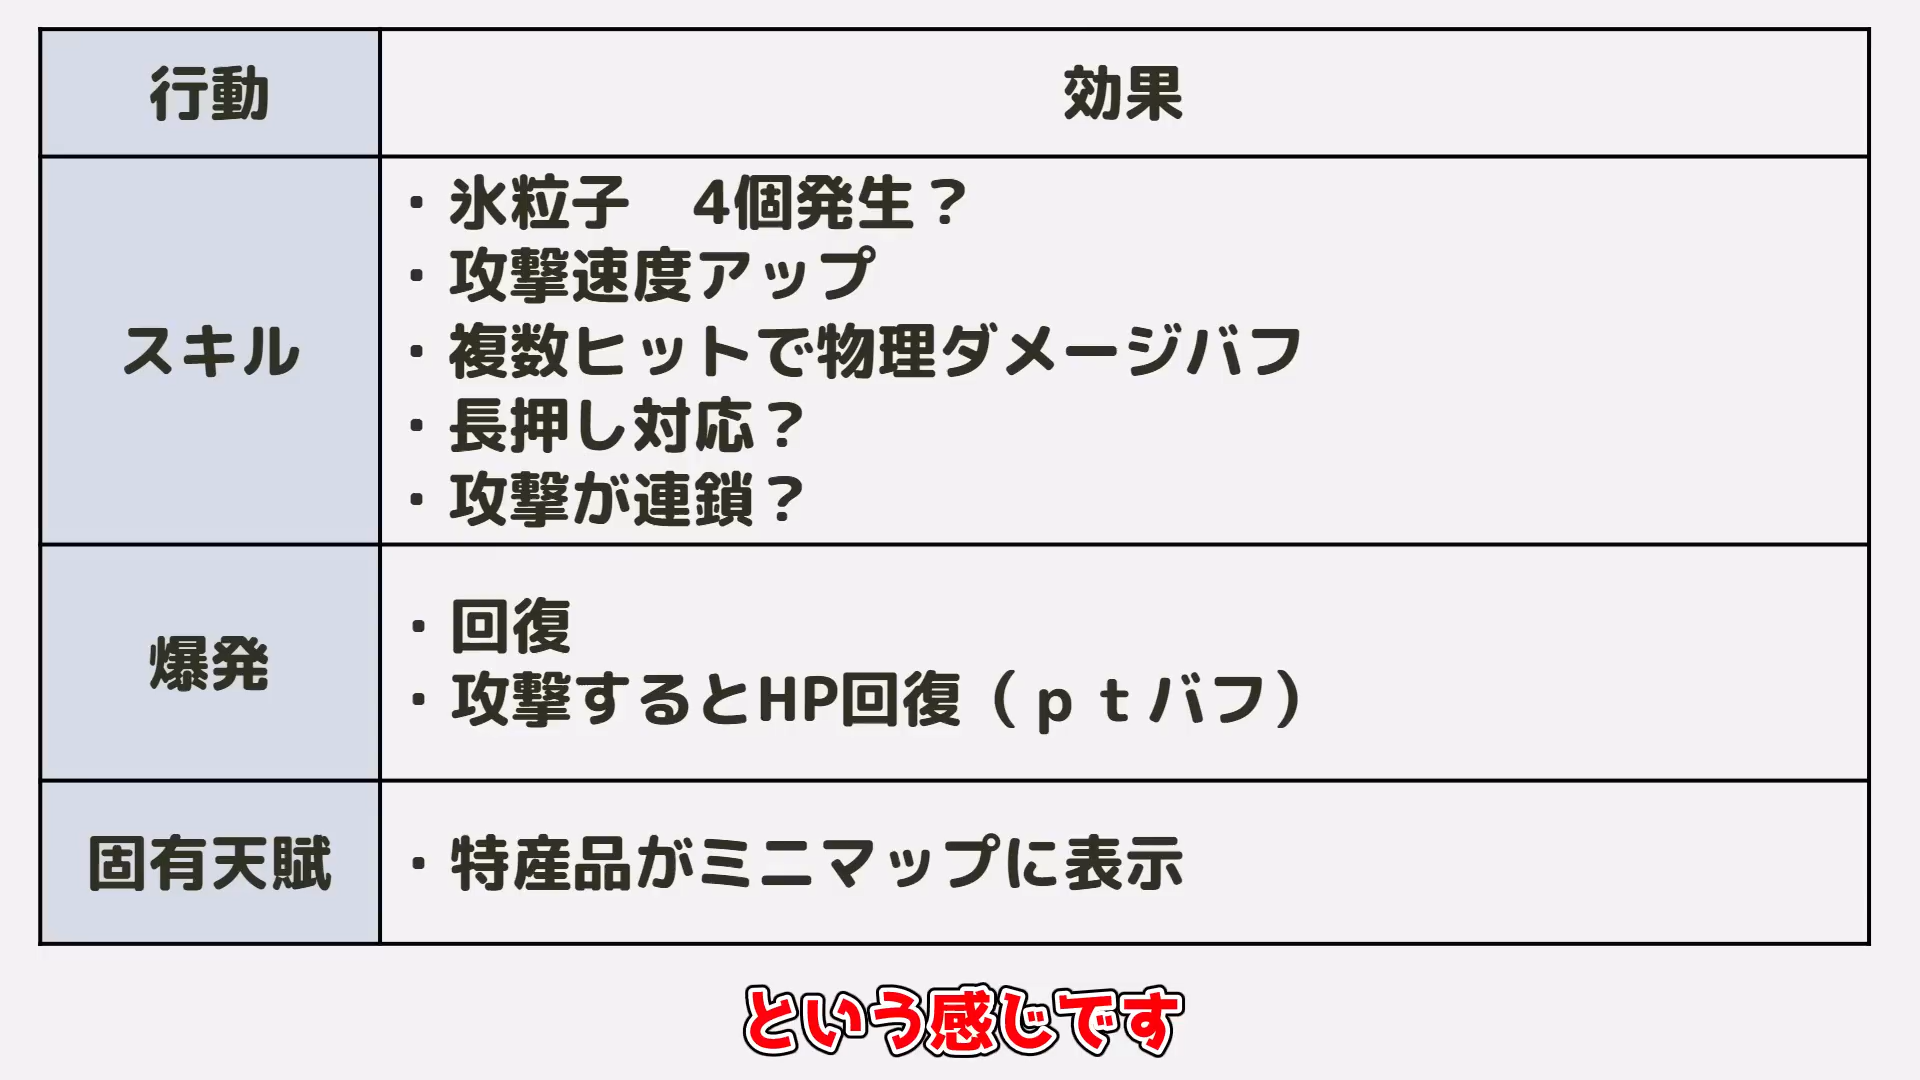 行動
効果
スキル
・氷粒子　4個発生？
・攻撃速度アップ
・複数ヒットで物理ダメージバフ
・長押し対応？
・攻撃が連鎖？
爆発
・回復
・攻撃するとHP回復（ｐｔバフ）
固有天賦
・特産品がミニマップに表示
という感じです